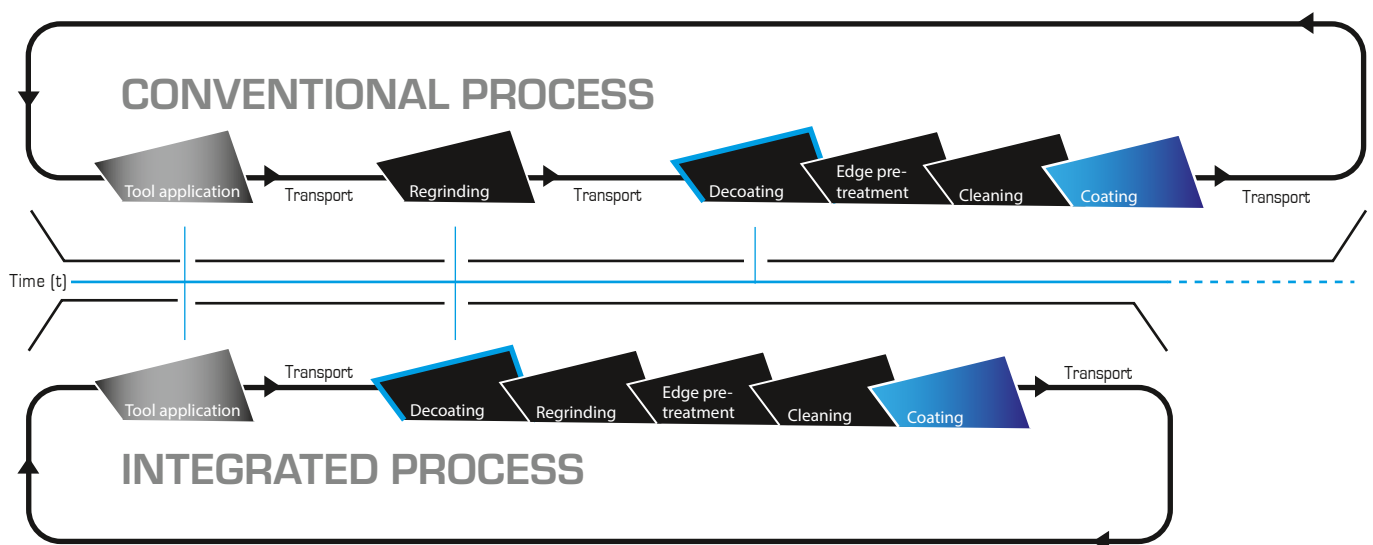 CONVENTIONAL PROCESS
Tool application
Transport
Regrinding
Transport
Decoating
Edge pre-
treatment
Cleaning
Coating
Transport
Time (t)
Tool application
Transport
Decoating
Regrinding
Edge pre-
treatment
Cleaning
Coating
Transport
INTEGRATED PROCESS